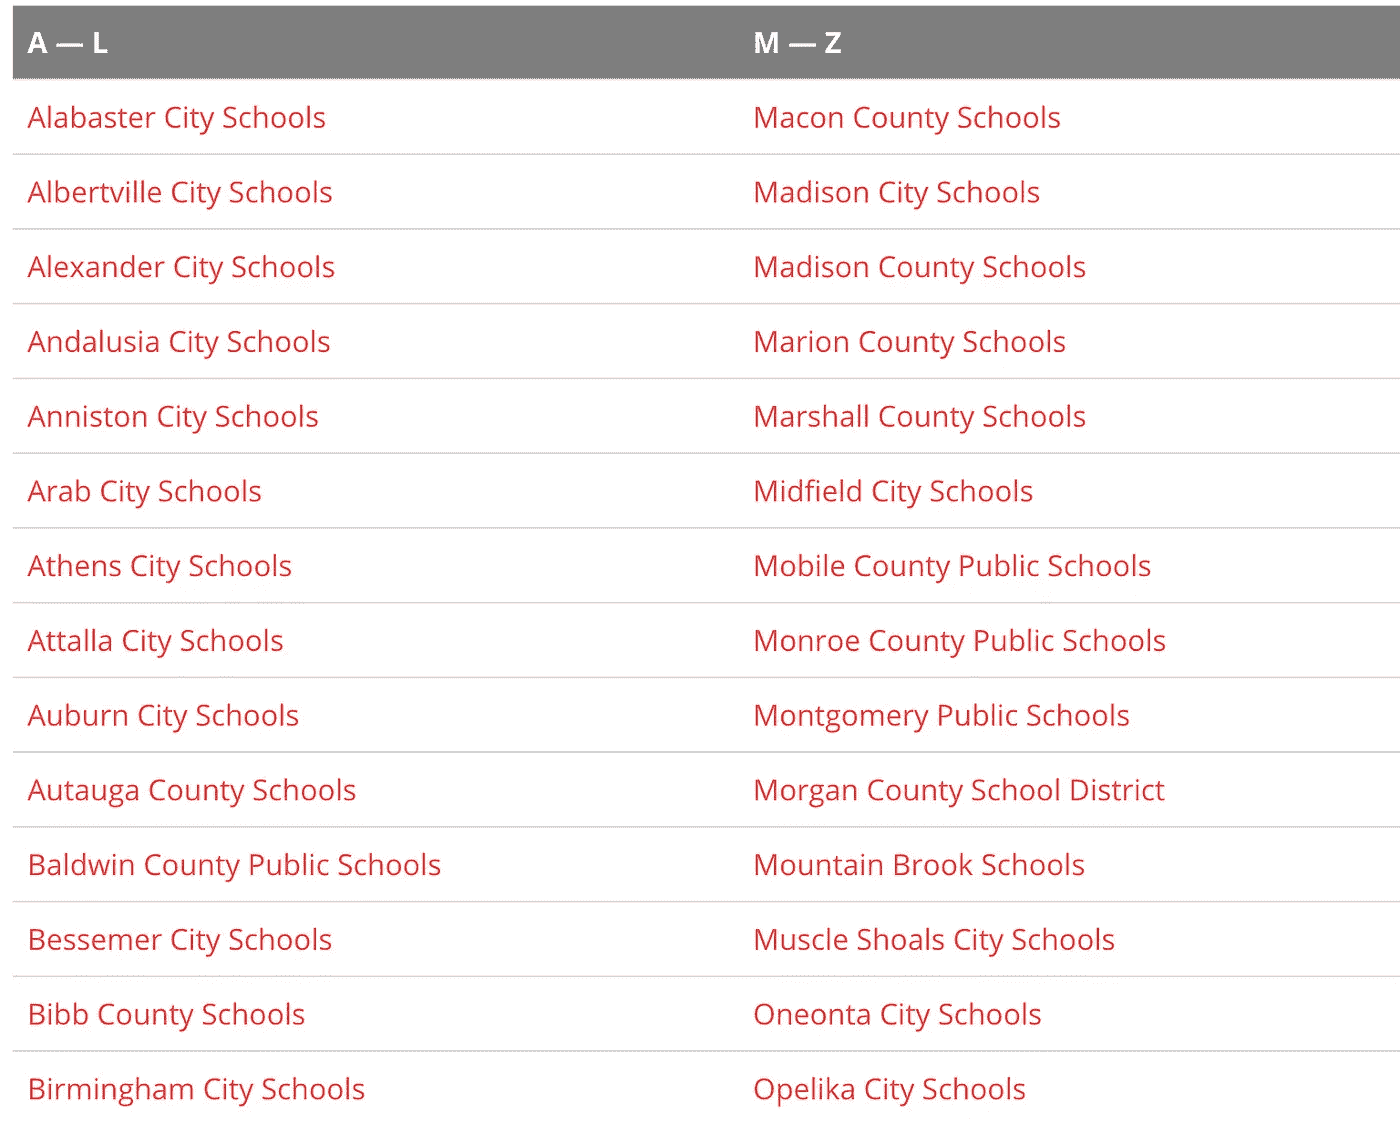 A — L
M — Z
Alabaster City Schools
Macon County Schools
Albertville City Schools
Madison City Schools
Alexander City Schools
Madison County Schools
Andalusia City Schools
Marion County Schools
Anniston City Schools
Marshall County Schools
Arab City Schools
Midfield City Schools
Athens City Schools
Mobile County Public Schools
Attalla City Schools
Monroe County Public Schools
Auburn City Schools
Montgomery Public Schools
Autauga County Schools
Morgan County School District
Baldwin County Public Schools
Mountain Brook Schools
Bessemer City Schools
Muscle Shoals City Schools
Bibb County Schools
Oneonta City Schools
Birmingham City Schools
Opelika City Schools